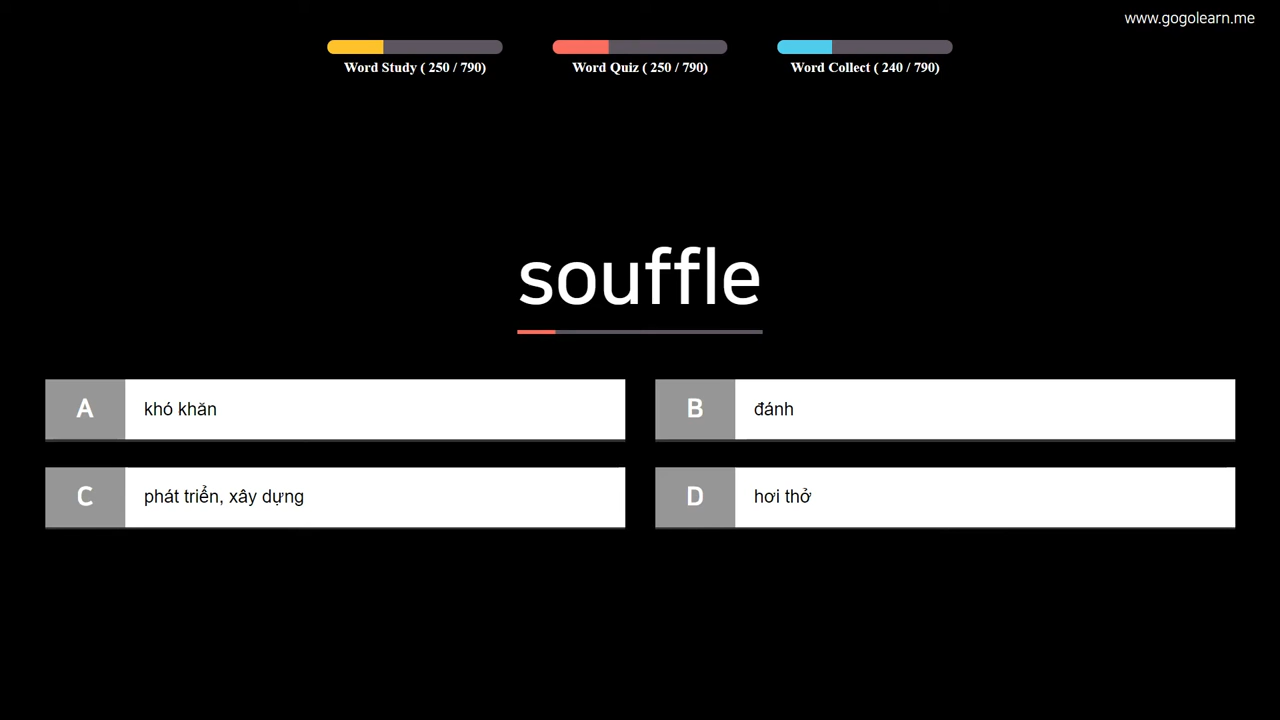 www.gogolearn.me
Word Study ( 250 / 790)
Word Quiz ( 250 / 790)
Word Collect ( 240 / 790)
souffle
A khó khăn
B đánh
C phát triển, xây dựng
D hơi thở